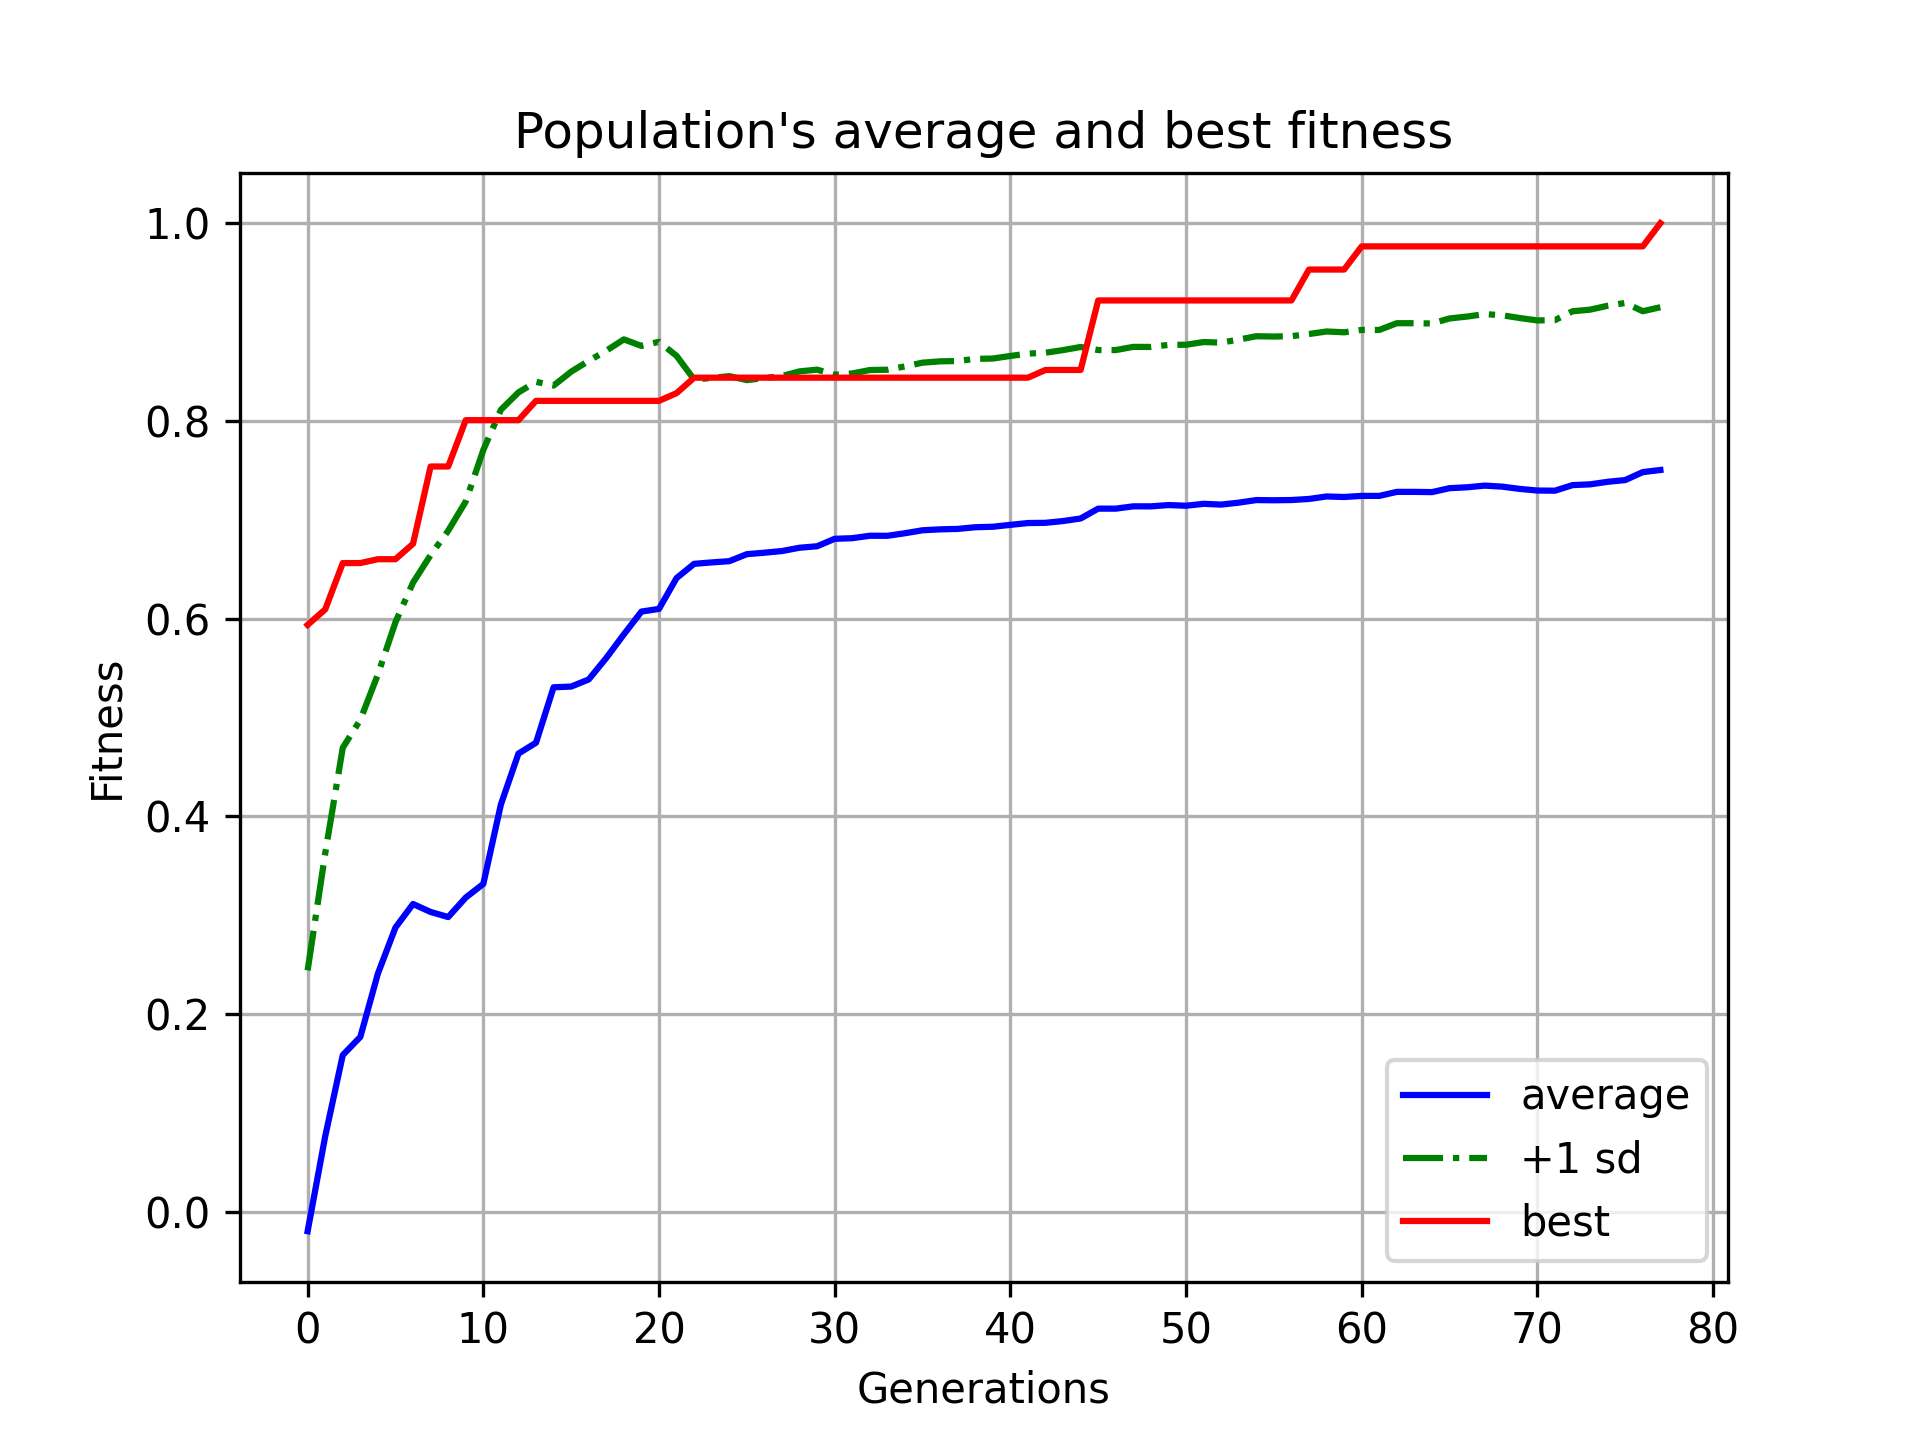 Population's average and best fitness
1.0
0.8
0.6
0.4
0.2
0.0
Fitness
average
+1 sd
best
0 10 20 30 40 50 60 70 80
Generations